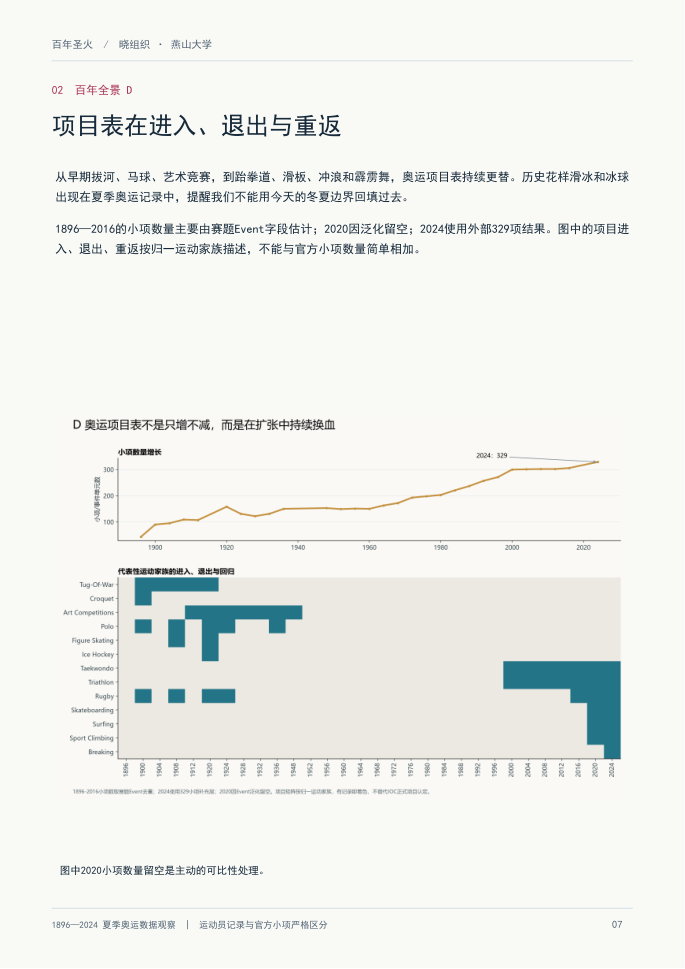 百年圣火 / 晓组织 · 燕山大学
02 百年全景 D
项目表在进入、退出与重返
从早期拔河、马球、艺术竞赛，到跆拳道、滑板、冲浪和霹雳舞，奥运项目表持续更替。历史花样滑冰和冰球
出现在夏季奥运记录中，提醒我们不能用今天的冬夏边界回填过去。
1896—2016的小项数量主要由赛题Event字段估计；2020因泛化留空；2024使用外部329项结果。图中的项目进
入、退出、重返按归一运动家族描述，不能与官方小项数量简单相加。
D 奥运项目表不是只增不减，而是在扩张中持续换血
小项数量增长
2024: 329
小项/事件单元数
300
200
100
1900 1920 1940 1960 1980 2000 2020
代表性运动家族的进入、退出与回归
Tug-Of-War
Croquet
Art Competitions
Polo
Figure Skating
Ice Hockey
Taekwondo
Triathlon
Rugby
Skateboarding
Surfing
Sport Climbing
Breaking
1896 1900 1904 1908 1912 1920 1924 1928 1932 1936 1948 1952 1956 1960 1964 1968 1972 1976 1980 1984 1988 1992 1996 2000 2004 2008 2012 2016 2020 2024
图中2020小项数量留空是主动的可比性处理。
1896—2024 夏季奥运数据观察 | 运动员记录与官方小项严格区分
07